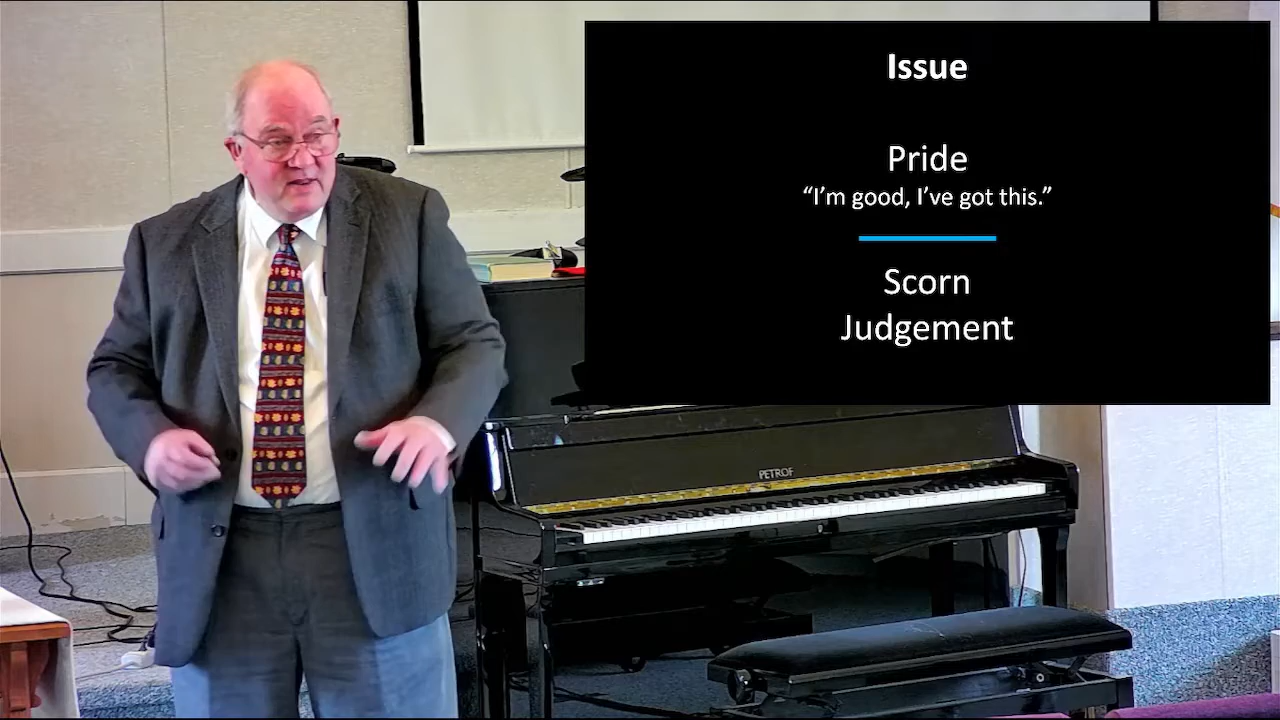 Issue
Pride
“I’m good, I’ve got this.”
Scorn
Judgement
PETROF